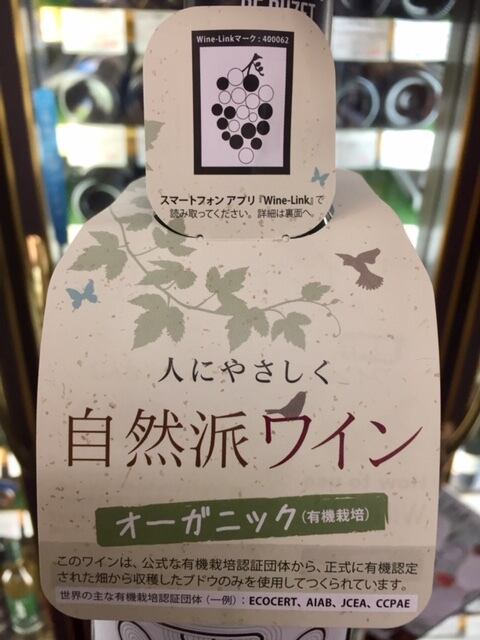 DE BUZET
Wine-Linkマーク：400062
スマートフォン アプリ『Wine-Link』で
読み取ってください。詳細は裏面へ。
人にやさしく
自然派ワイン
オーガニック（有機栽培）
このワインは、公式な有機栽培認証団体から、正式に有機認定
された畑から収穫したブドウのみを使用してつくられています。
世界の主な有機栽培認証団体（一例）：ECOCERT、AIAB、JCEA、CCPAE